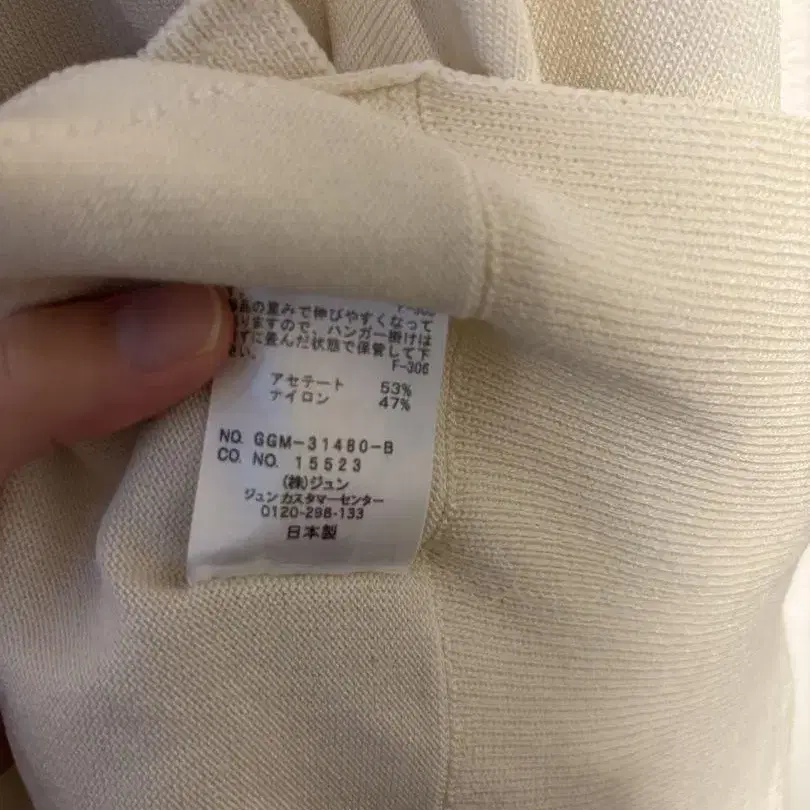 の重みで伸びやすくなって F-306
りますので、ハンガー掛けは
ずに畳んだ状態で保管して下
さい。 F-306
アセテート 53%
ナイロン 47%
NO. GGM-31480-B
CO. NO. 15523
(株)ジュン
ジュンカスタマーセンター
0120-298-133
日本製